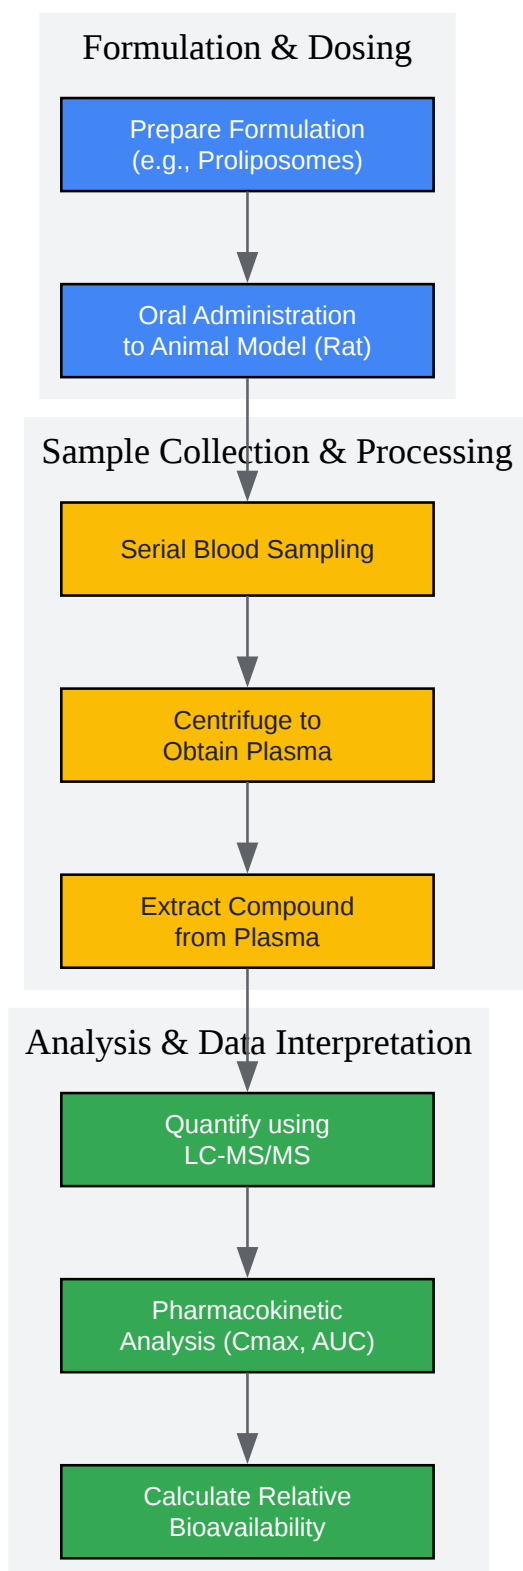 Formulation & Dosing
Prepare Formulation
(e.g., Proliposomes)
Oral Administration
to Animal Model (Rat)
Sample Collection & Processing
Serial Blood Sampling
Centrifuge to
Obtain Plasma
Extract Compound
from Plasma
Analysis & Data Interpretation
Quantify using
LC-MS/MS
Pharmacokinetic
Analysis (Cmax, AUC)
Calculate Relative
Bioavailability